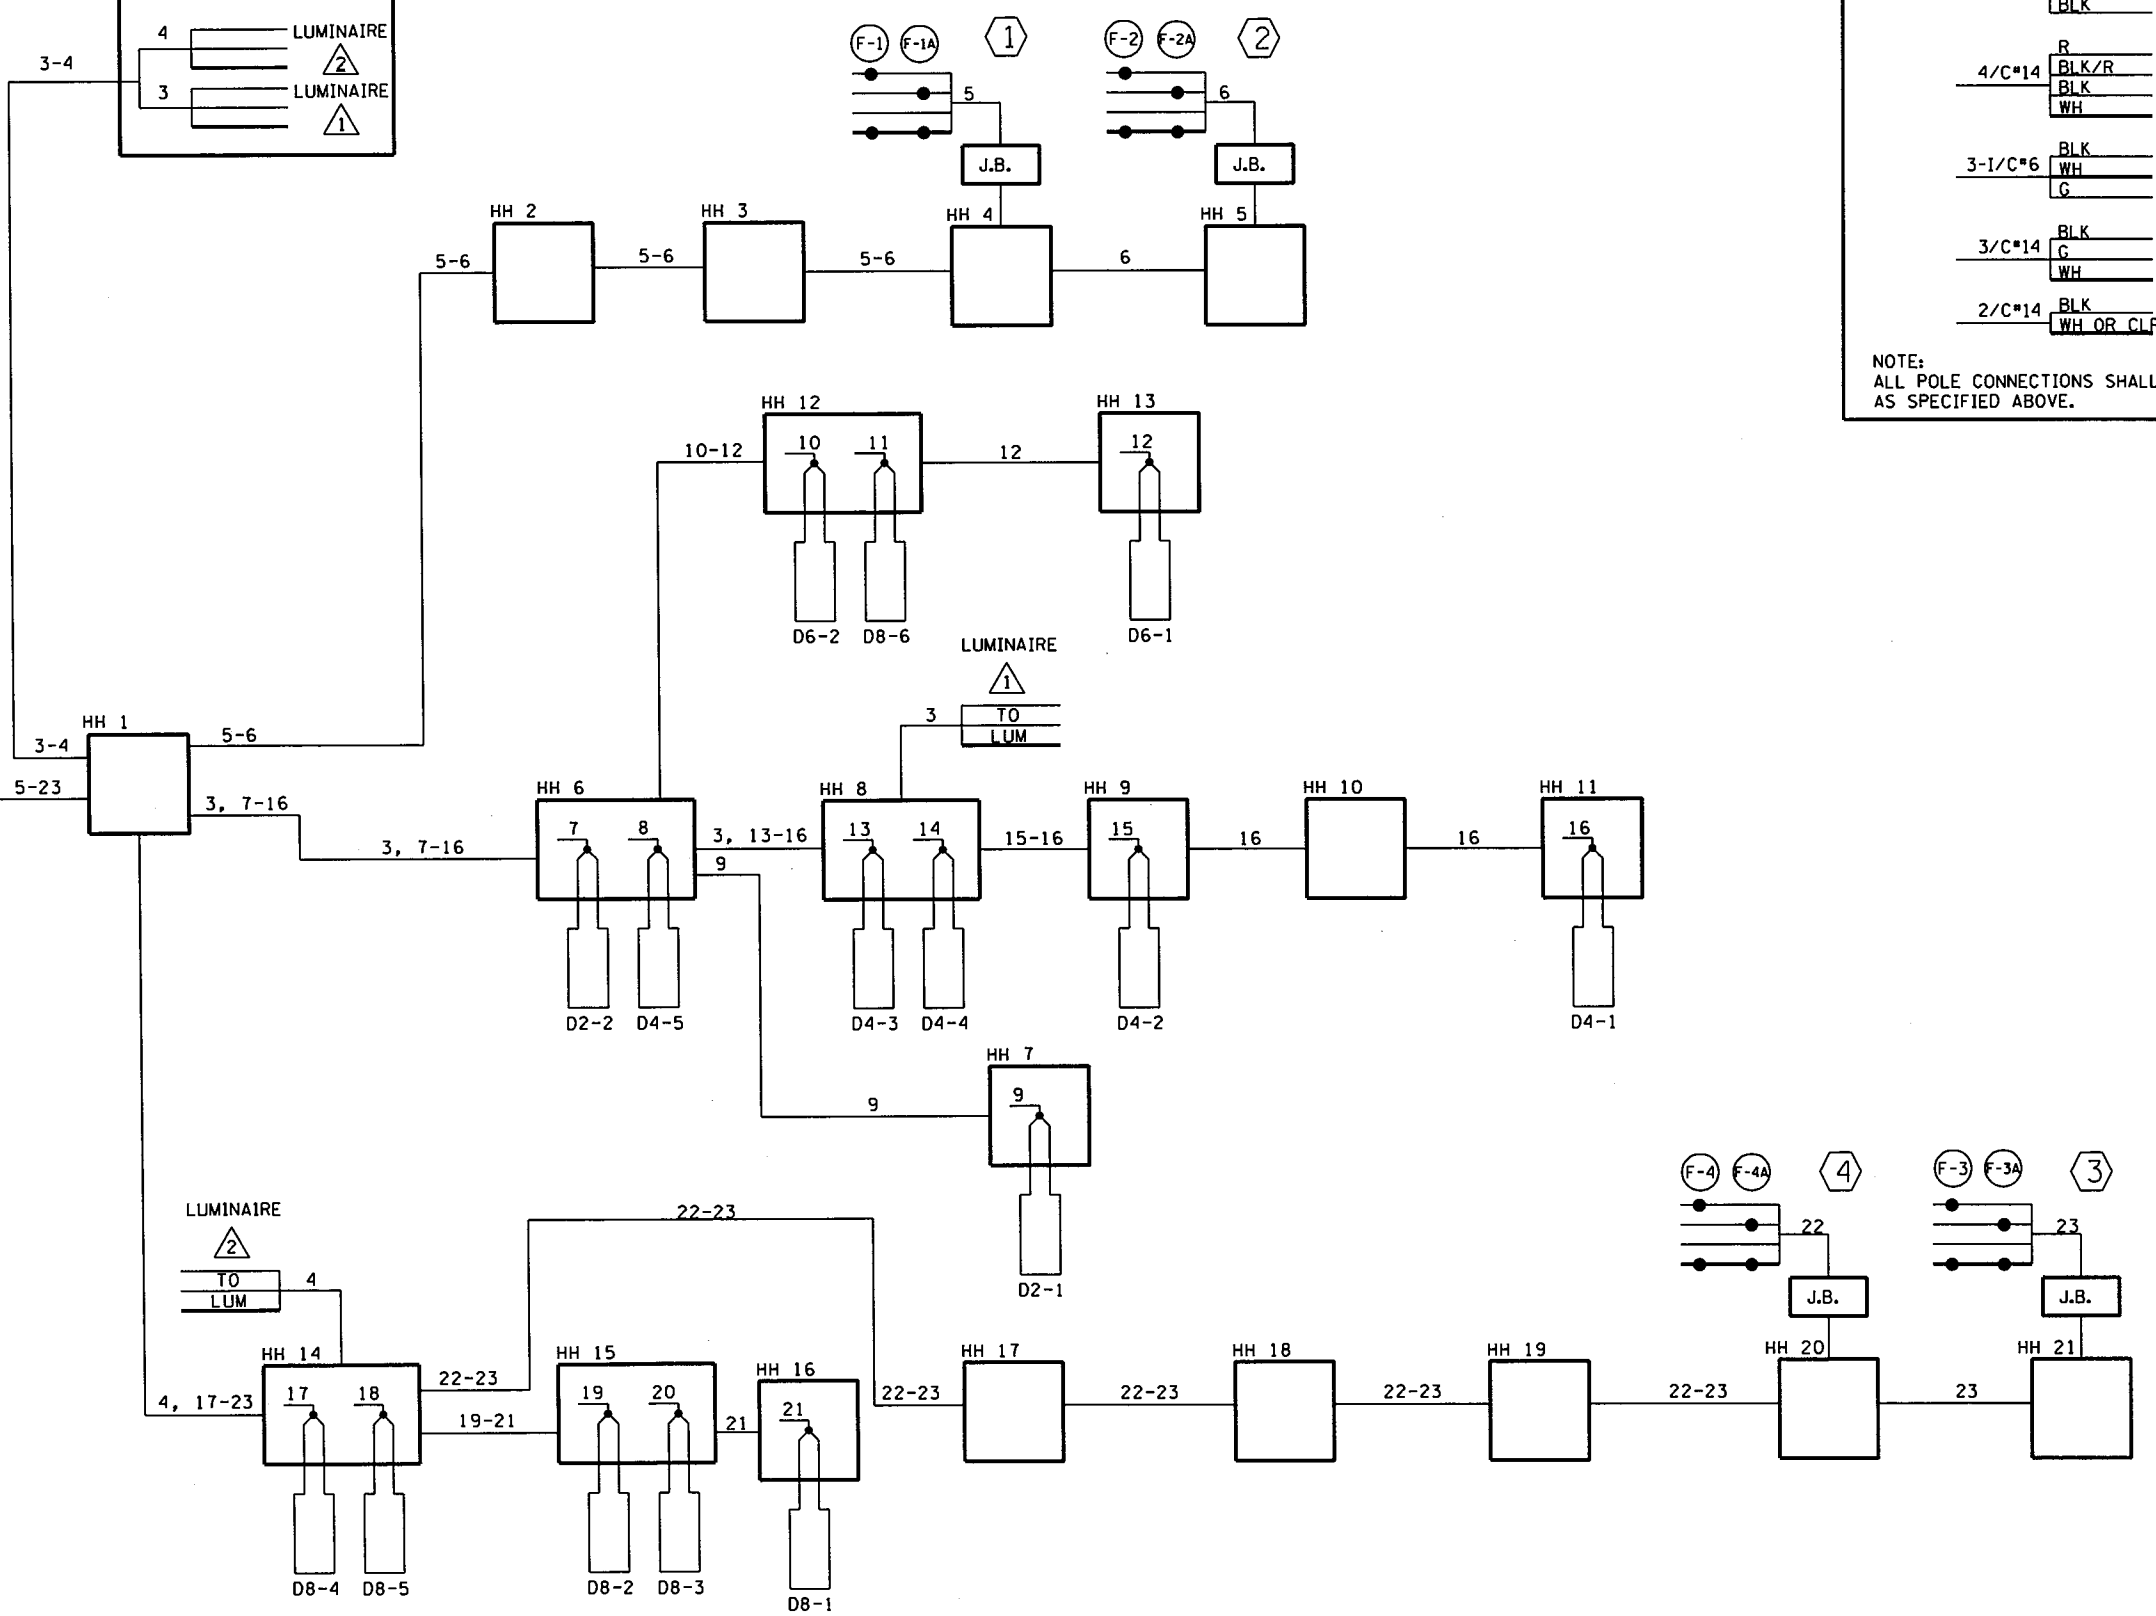 4 LUMINAIRE
2
3-4
3 LUMINAIRE
1
F-1 F-1A 1
F-2 F-2A 2
5
6
J.B.
J.B.
BLK
R
4/C#14 BLK/R
BLK
WH
BLK
3-I/C#6 WH
G
BLK
3/C#14 G
WH
2/C#14 BLK
WH OR CLR
NOTE:
ALL POLE CONNECTIONS SHALL
AS SPECIFIED ABOVE.
HH 2 HH 3 HH 4 HH 5
5-6 5-6 5-6 6
HH 12 HH 13
10-12 10 11 12 12
D6-2 D8-6 D6-1
LUMINAIRE
1
3 TO
LUM
HH 1
3-4 5-6
5-23
3, 7-16
3, 7-16
HH 6 HH 8 HH 9 HH 10 HH 11
7 8 3, 13-16 13 14 15-16 15 16 16 16
9
D2-2 D4-5 D4-3 D4-4 D4-2 D4-1
HH 7
9
9
D2-1
F-4 F-4A 4
F-3 F-3A 3
22
23
J.B.
J.B.
LUMINAIRE
2
TO 4
LUM
22-23
HH 14 HH 15 HH 16 HH 17 HH 18 HH 19 HH 20 HH 21
4, 17-23 17 18 22-23 19 20 21 22-23 22-23 22-23 22-23 23
19-21 21
D8-4 D8-5 D8-2 D8-3
D8-1